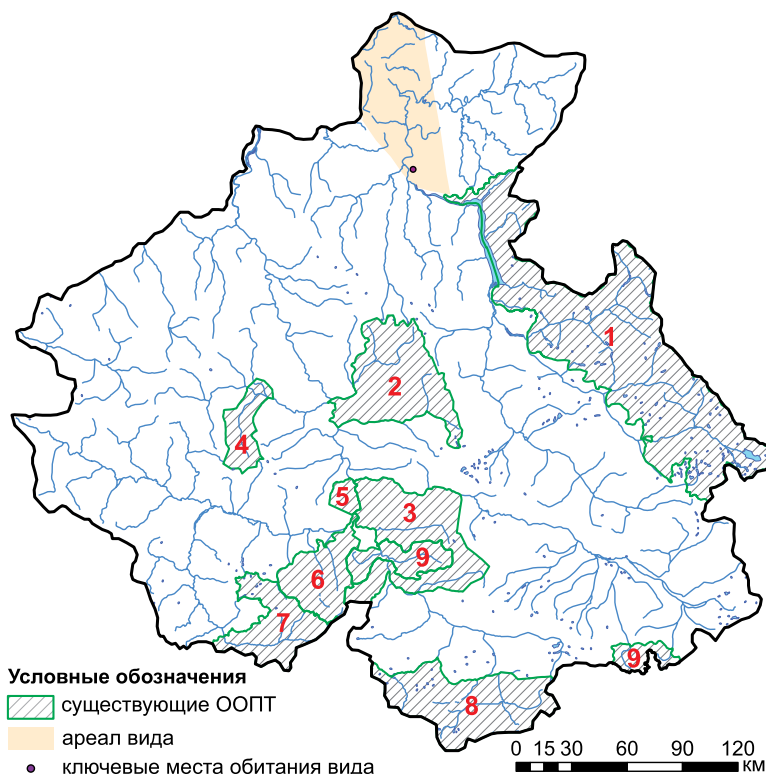 1
2
4
5
3
9
6
7
9
8
Условные обозначения
существующие ООПТ
ареал вида
ключевые места обитания вида
0 15 30 60 90 120
км